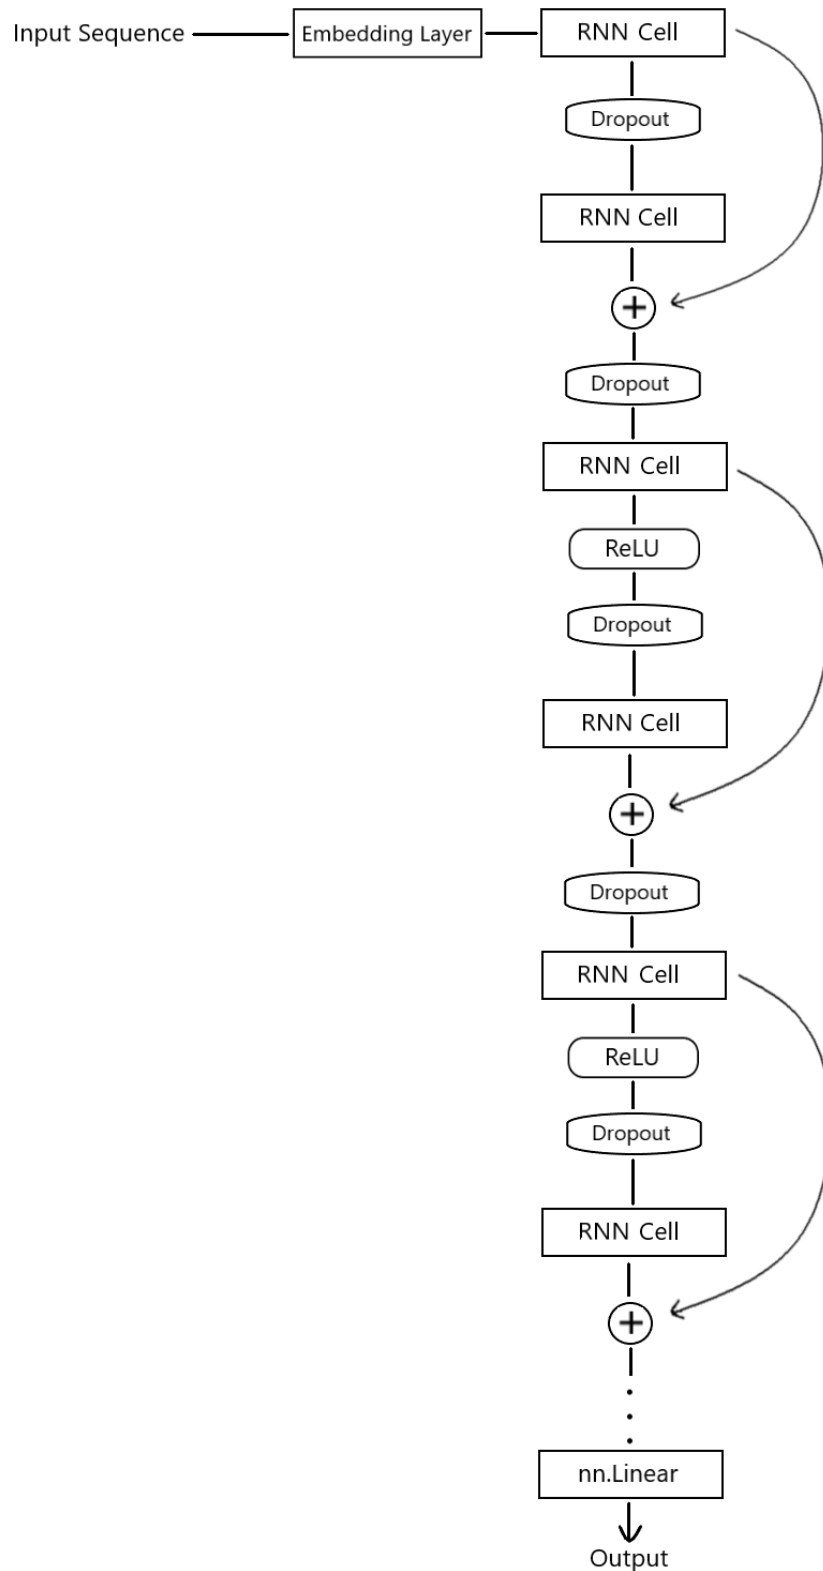 Input Sequence
Embedding Layer
RNN Cell
Dropout
RNN Cell
+
Dropout
RNN Cell
ReLU
Dropout
RNN Cell
+
Dropout
RNN Cell
ReLU
Dropout
RNN Cell
+
nn.Linear
Output